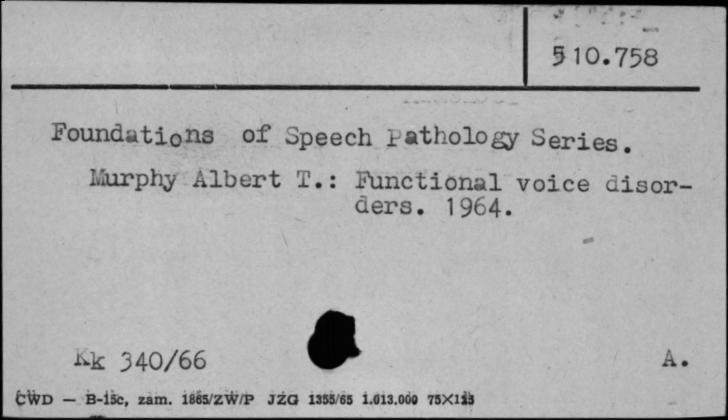 510.758
Foundations of Speech Pathology Series.
Murphy Albert T.: Functional voice disor-
ders. 1964.
Kk 340/66
A.
CWD — B-15c, zam. 1865/ZW/P JZG 1355/65 1.013.000 75X125